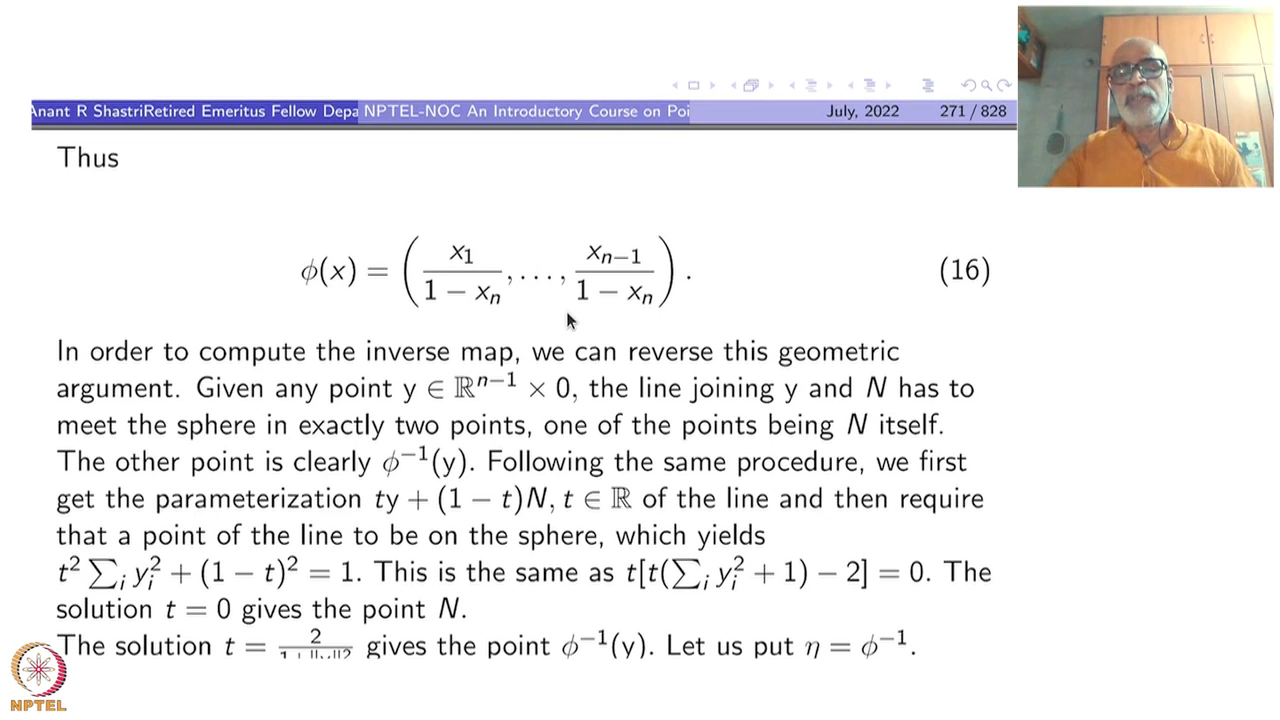 Anant R ShastriRetired Emeritus Fellow Depa NPTEL-NOC An Introductory Course on Poi July, 2022 271 / 828
Thus
ϕ(x) = ( x₁ / (1 − xₙ) , . . . , xₙ₋₁ / (1 − xₙ) ) . (16)
In order to compute the inverse map, we can reverse this geometric
argument. Given any point y ∈ ℝⁿ⁻¹ × 0, the line joining y and N has to
meet the sphere in exactly two points, one of the points being N itself.
The other point is clearly ϕ⁻¹(y). Following the same procedure, we first
get the parameterization ty + (1 − t)N, t ∈ ℝ of the line and then require
that a point of the line to be on the sphere, which yields
t² ∑ᵢ yᵢ² + (1 − t)² = 1. This is the same as t[t(∑ᵢ yᵢ² + 1) − 2] = 0. The
solution t = 0 gives the point N.
The solution t = 2 gives the point ϕ⁻¹(y). Let us put η = ϕ⁻¹.
NPTEL